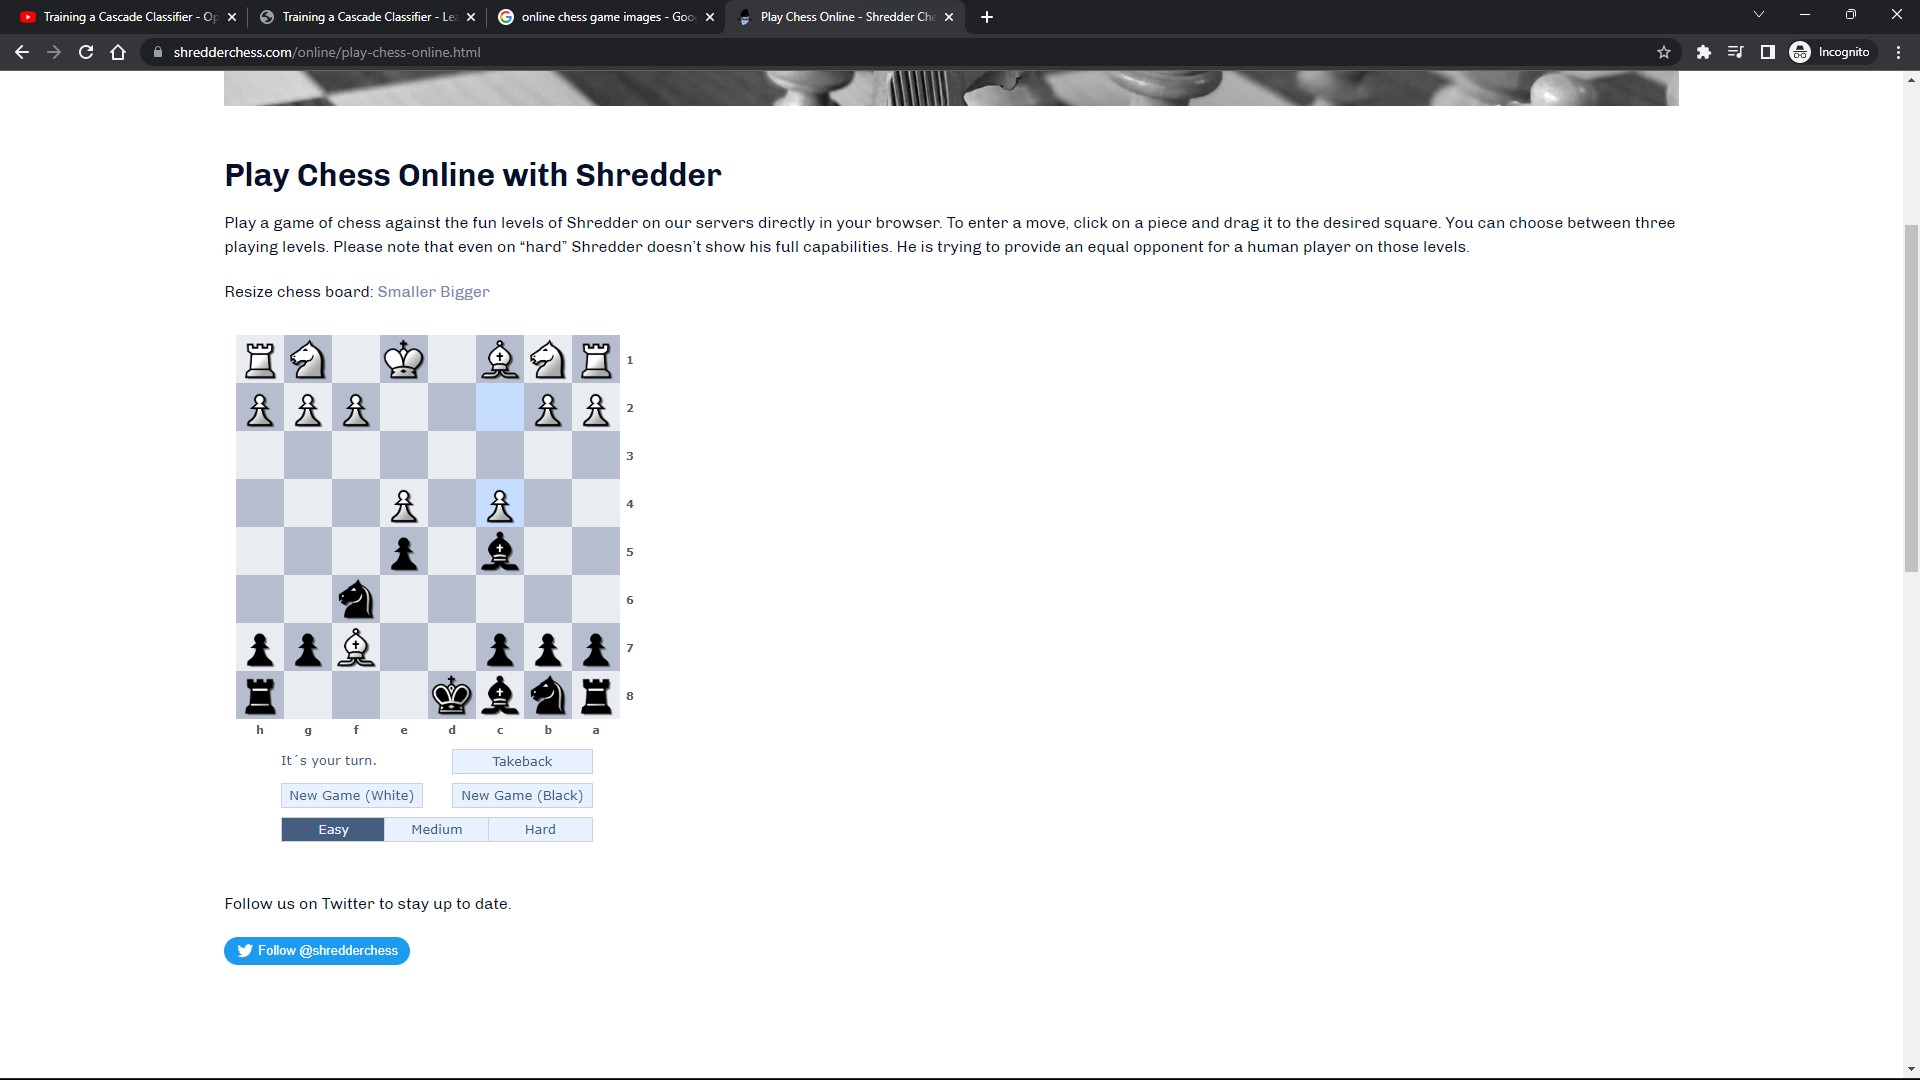 Training a Cascade Classifier - Op
Training a Cascade Classifier - Le
online chess game images - Goo
Play Chess Online - Shredder Che
shredderchess.com/online/play-chess-online.html
Incognito
Play Chess Online with Shredder
Play a game of chess against the fun levels of Shredder on our servers directly in your browser. To enter a move, click on a piece and drag it to the desired square. You can choose between three
playing levels. Please note that even on “hard” Shredder doesn’t show his full capabilities. He is trying to provide an equal opponent for a human player on those levels.
Resize chess board: Smaller Bigger
1
2
3
4
5
6
7
8
h g f e d c b a
It´s your turn. Takeback
New Game (White) New Game (Black)
Easy Medium Hard
Follow us on Twitter to stay up to date.
Follow @shredderchess